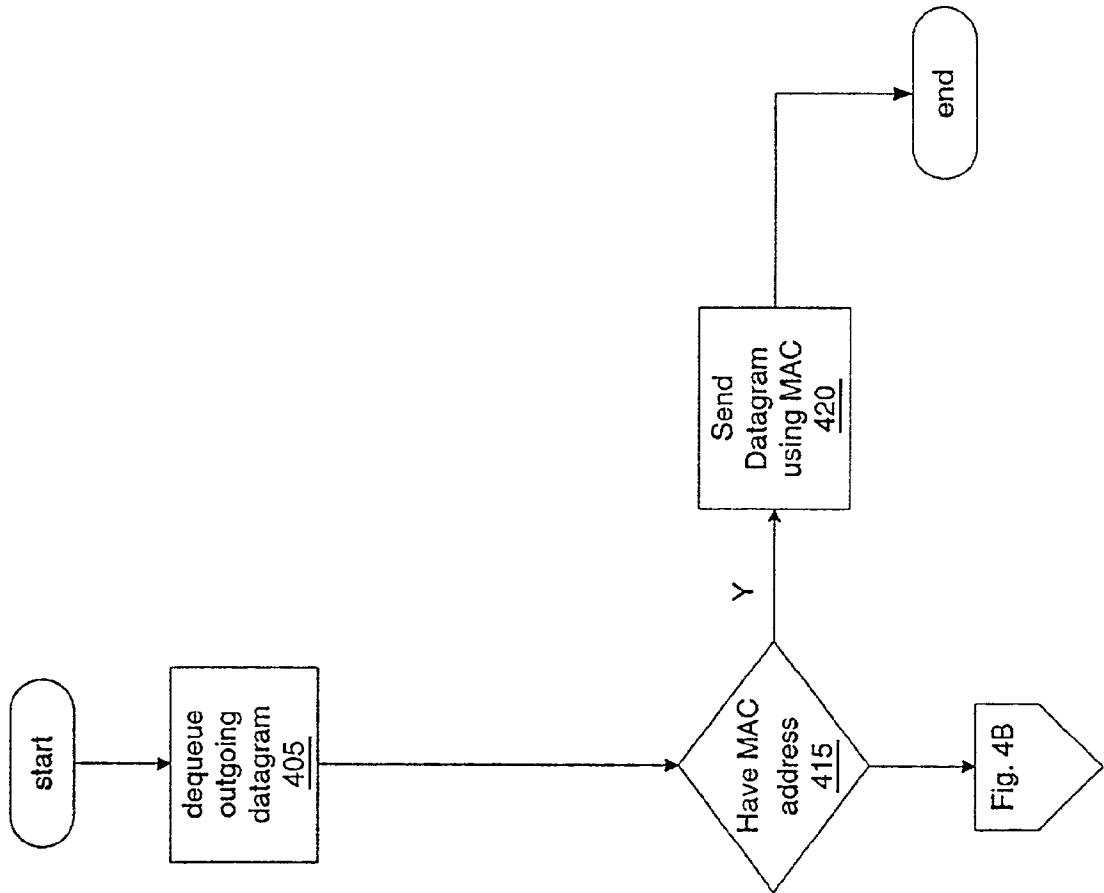 start
dequeue
outgoing
datagram
405
Have MAC
address
415
Y
Send
Datagram
using MAC
420
end
Fig. 4B